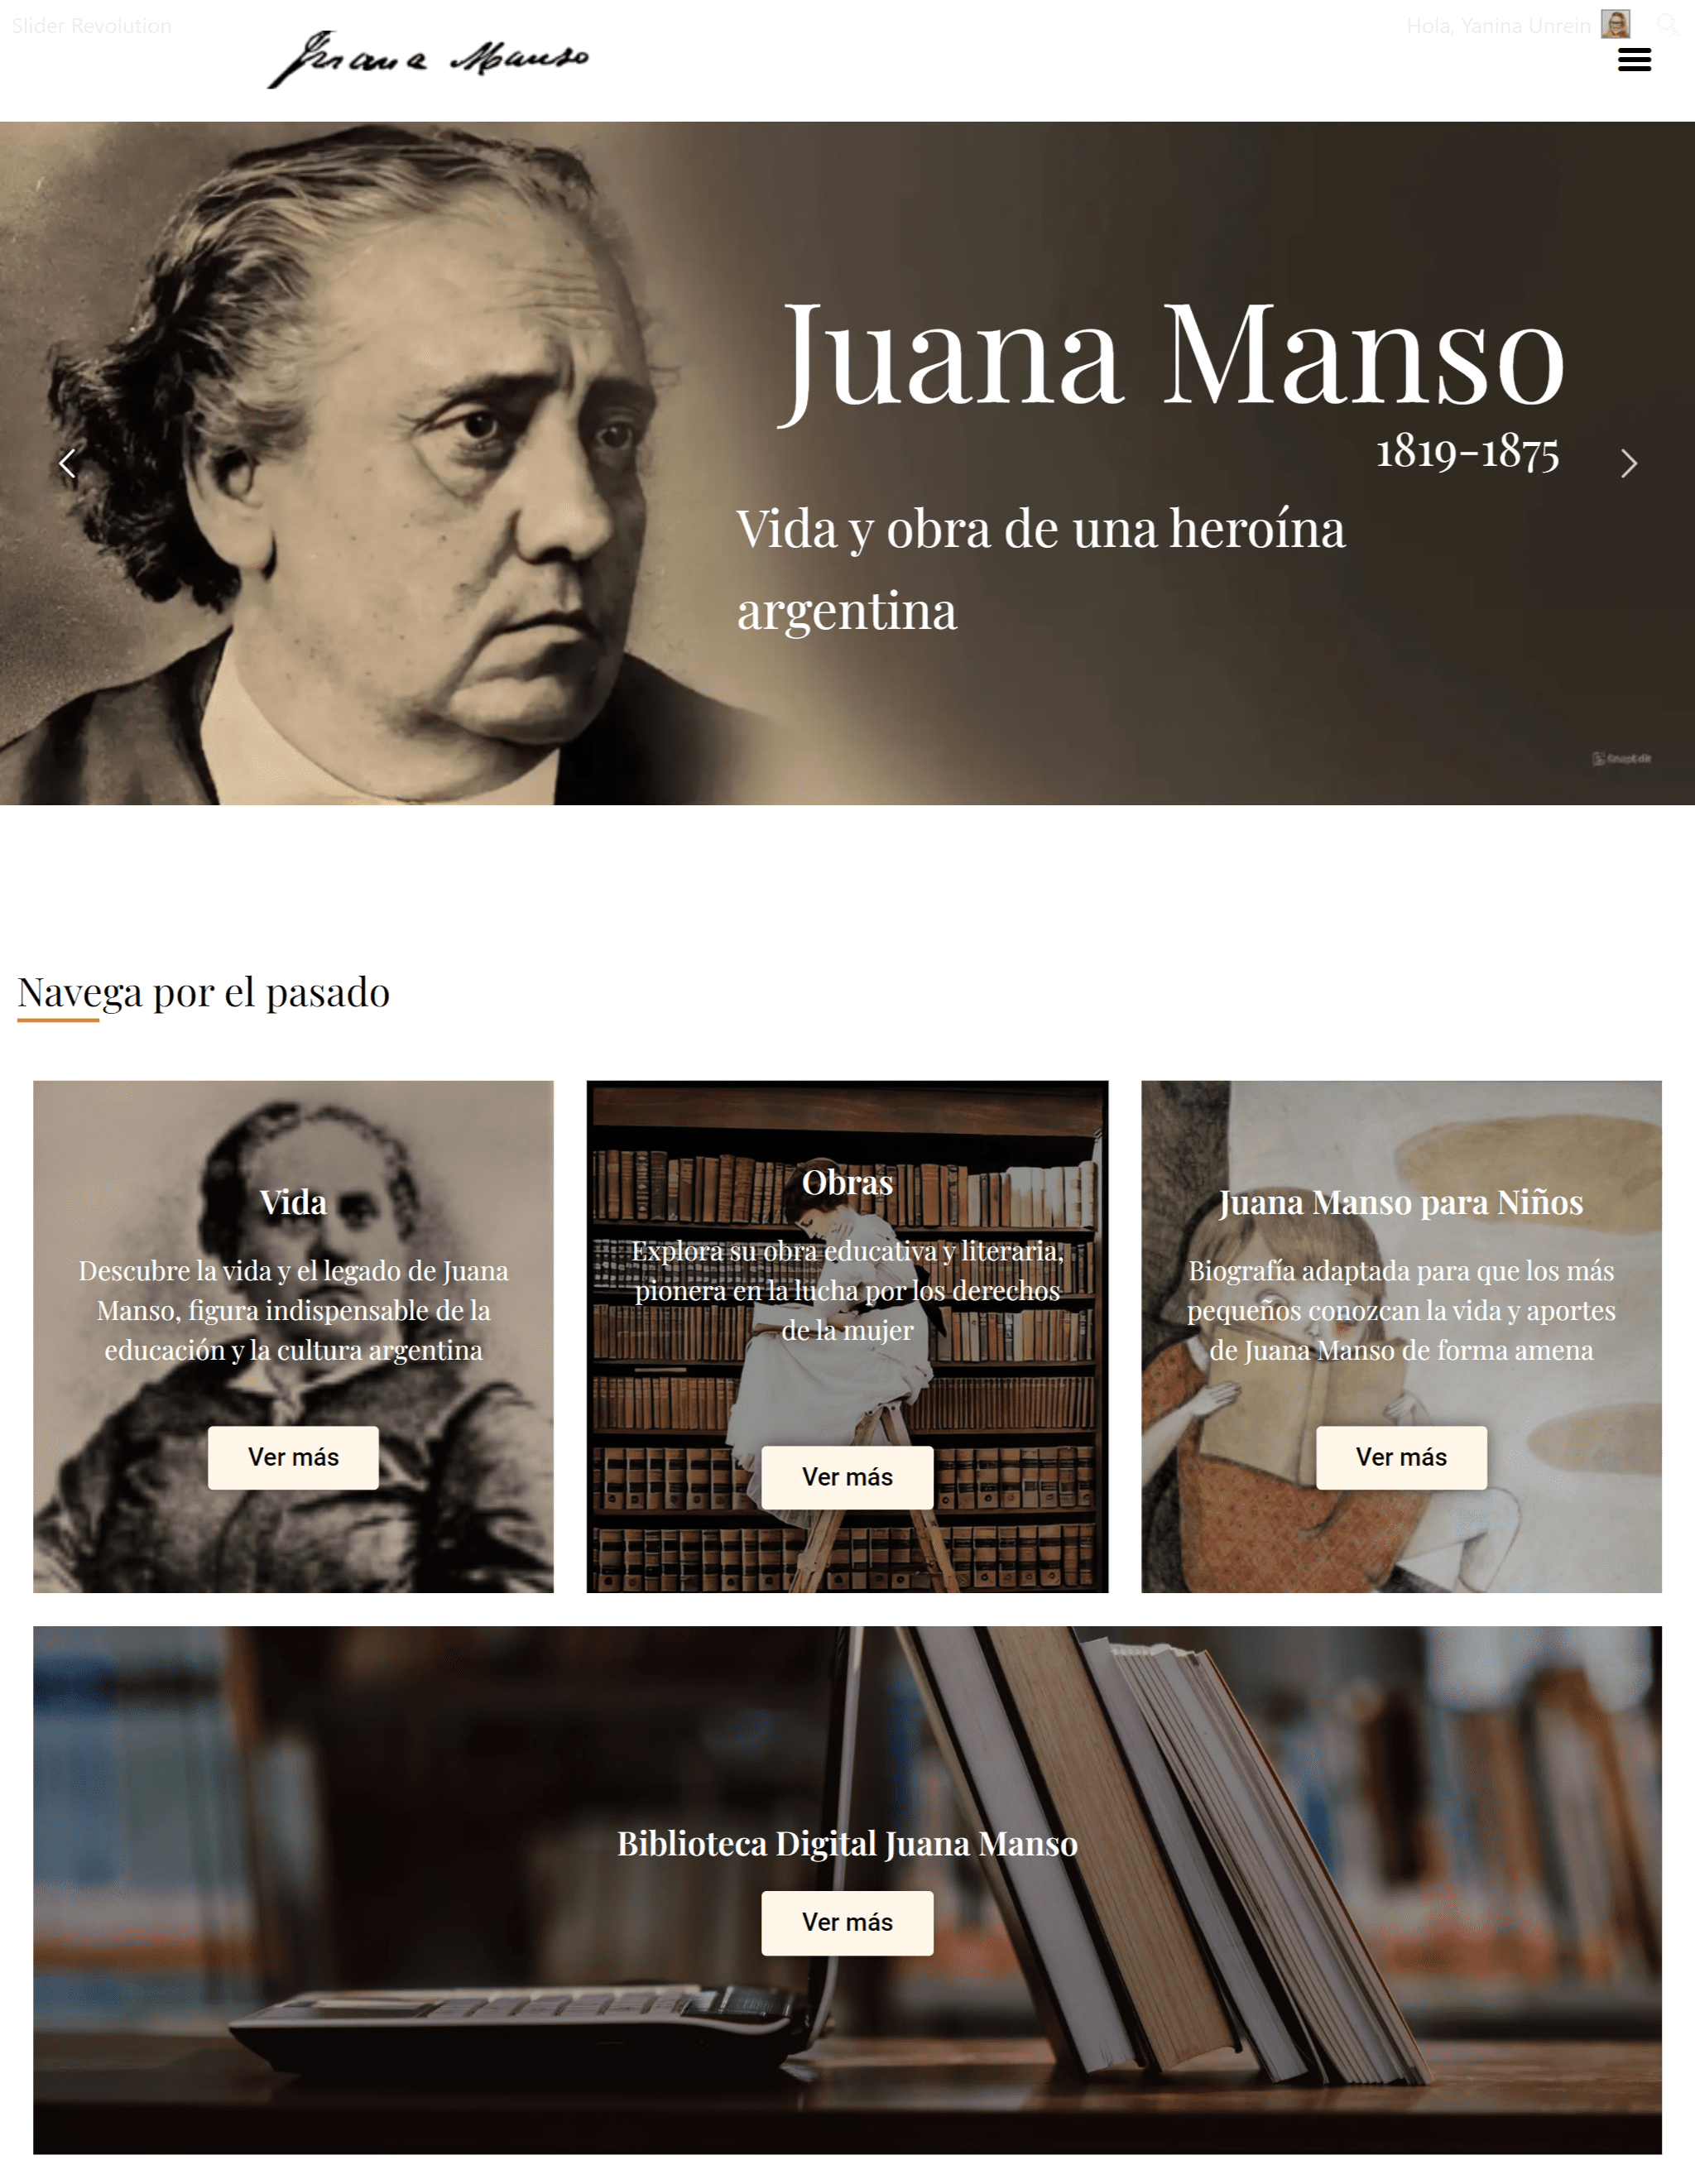 Slider Revolution
Hola, Yanina Unrein
Juana Manso
Juana Manso
1819-1875
Vida y obra de una heroína
argentina
SnapEdit
Navega por el pasado
Vida
Descubre la vida y el legado de Juana
Manso, figura indispensable de la
educación y la cultura argentina
Ver más
Obras
Explora su obra educativa y literaria,
pionera en la lucha por los derechos
de la mujer
Ver más
Juana Manso para Niños
Biografía adaptada para que los más
pequeños conozcan la vida y aportes
de Juana Manso de forma amena
Ver más
Biblioteca Digital Juana Manso
Ver más